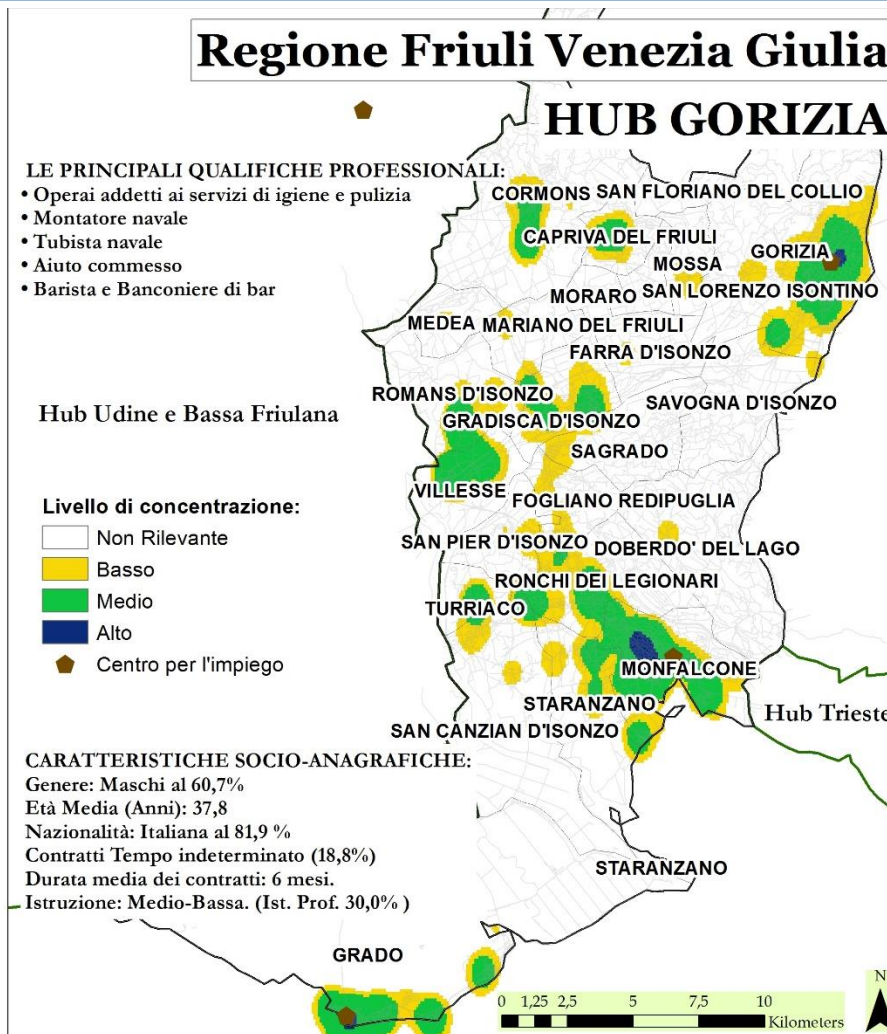 Regione Friuli Venezia Giulia
HUB GORIZIA
LE PRINCIPALI QUALIFICHE PROFESSIONALI:
• Operai addetti ai servizi di igiene e pulizia
• Montatore navale
• Tubista navale
• Aiuto commesso
• Barista e Banconiere di bar
CORMONS
SAN FLORIANO DEL COLLIO
CAPRIVA DEL FRIULI
GORIZIA
MOSSA
MORARO
SAN LORENZO ISONTINO
MEDEA
MARIANO DEL FRIULI
FARRA D'ISONZO
ROMANS D'ISONZO
SAVOGNA D'ISONZO
GRADISCA D'ISONZO
Hub Udine e Bassa Friulana
SAGRADO
VILLESSE
FOGLIANO REDIPUGLIA
Livello di concentrazione:
Non Rilevante
Basso
Medio
Alto
Centro per l'impiego
SAN PIER D'ISONZO
DOBERDO' DEL LAGO
RONCHI DEI LEGIONARI
TURRIACO
MONFALCONE
STARANZANO
Hub Trieste
SAN CANZIAN D'ISONZO
CARATTERISTICHE SOCIO-ANAGRAFICHE:
Genere: Maschi al 60,7%
Età Media (Anni): 37,8
Nazionalità: Italiana al 81,9 %
Contratti Tempo indeterminato (18,8%)
Durata media dei contratti: 6 mesi.
Istruzione: Medio-Bassa. (Ist. Prof. 30,0% )
STARANZANO
GRADO
0 1,25 2,5 5 7,5 10
Kilometers
N